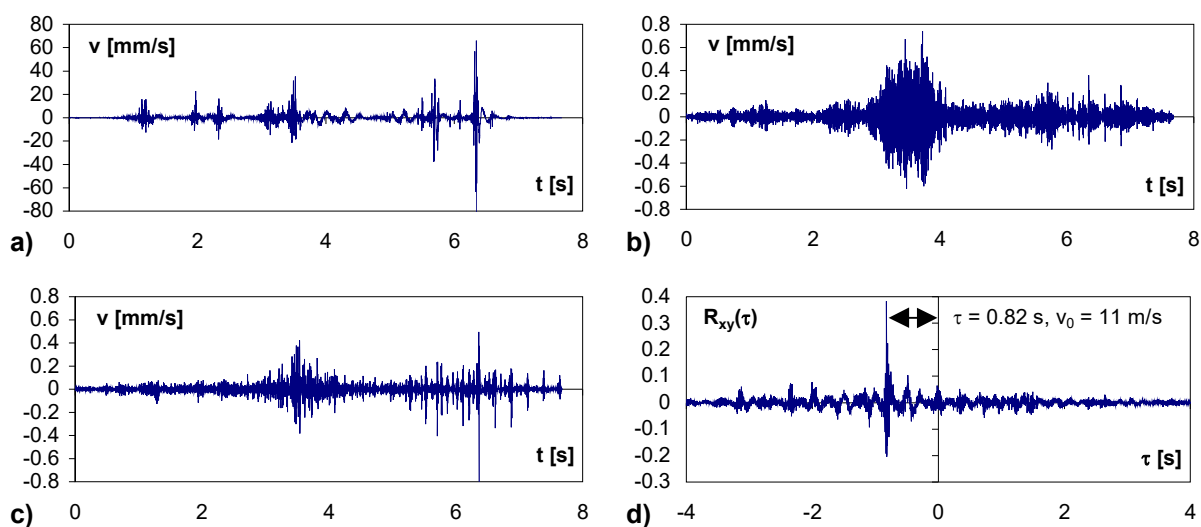 80
60
40
20
0
-20
-40
-60
-80
v [mm/s]
t [s]
0 2 4 6 8
a)
0.8
0.6
0.4
0.2
0
-0.2
-0.4
-0.6
-0.8
v [mm/s]
t [s]
0 2 4 6 8
b)
0.8
0.6
0.4
0.2
0
-0.2
-0.4
-0.6
-0.8
v [mm/s]
t [s]
0 2 4 6 8
c)
0.4
0.3
0.2
0.1
0
-0.1
-0.2
-0.3
Rxy(τ)
τ = 0.82 s, v0 = 11 m/s
τ [s]
-4 -2 0 2 4
d)